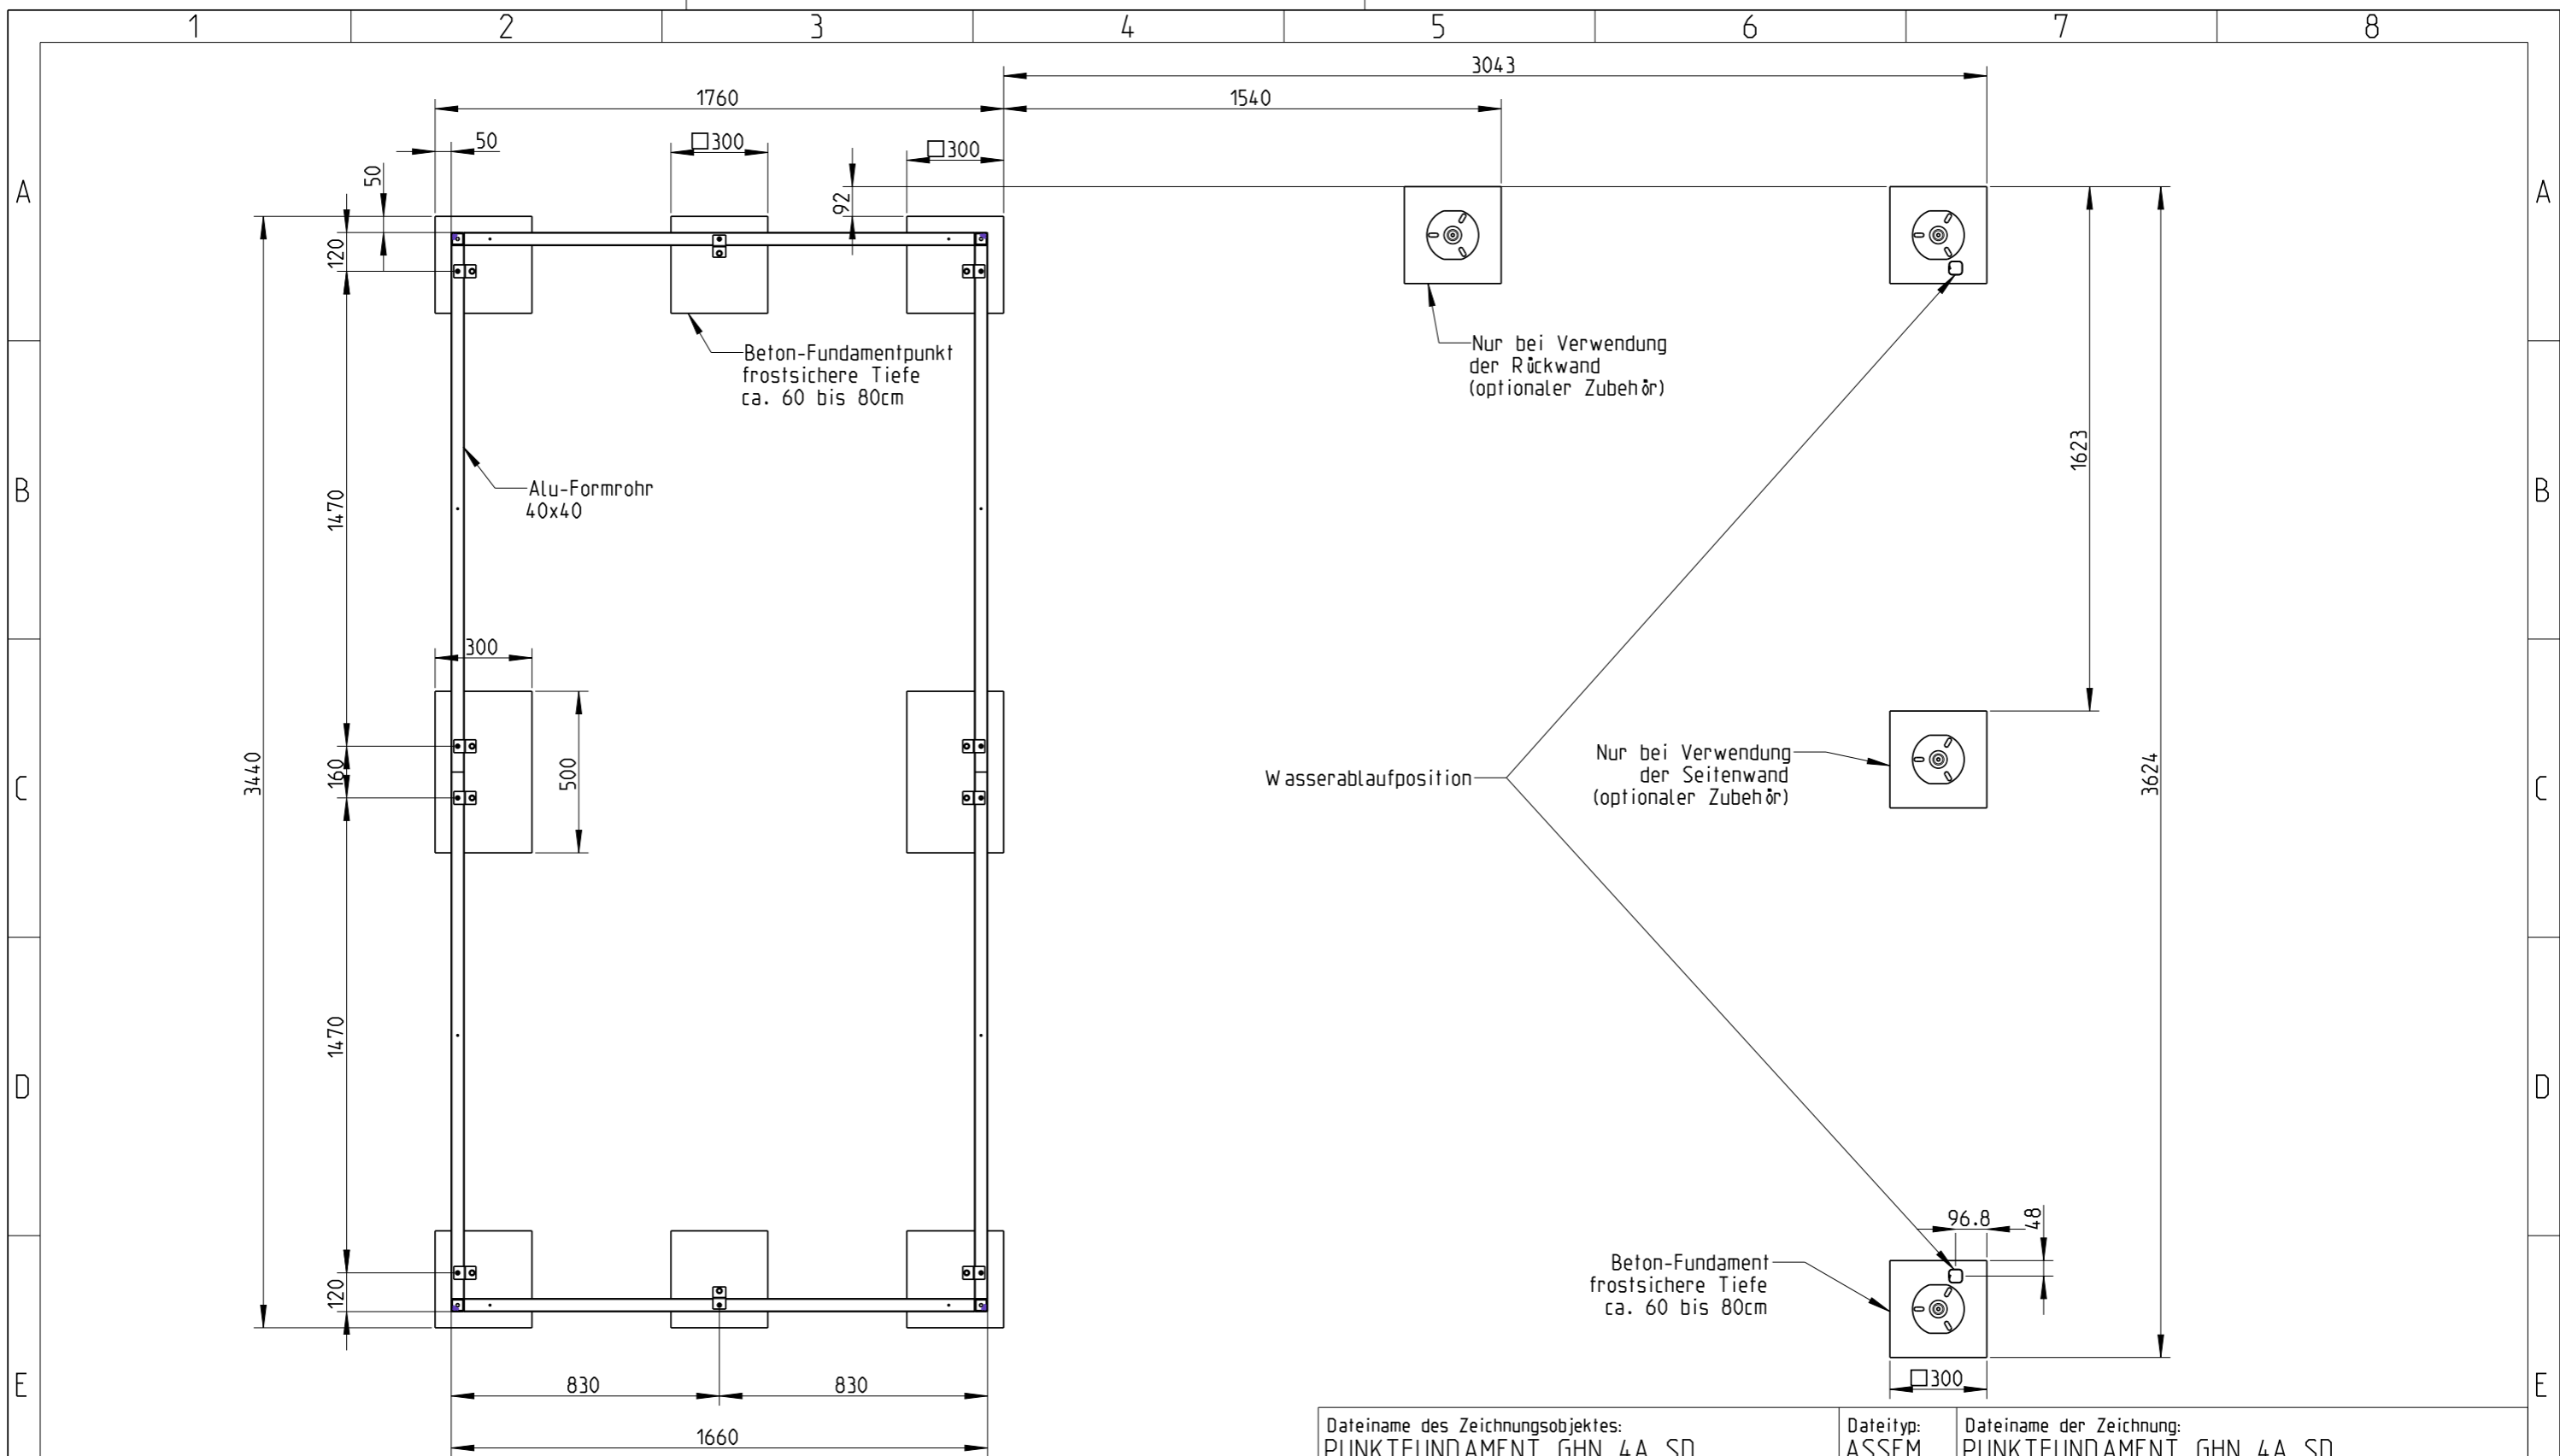 1 2 3 4 5 6 7 8
3043
1760 1540
50 □300 □300
50
92
A A
120
Beton-Fundamentpunkt
frostsichere Tiefe
ca. 60 bis 80cm
Nur bei Verwendung
der Rückwand
(optionaler Zubehör)
1623
B B
1470
Alu-Formrohr
40x40
300
3440
160
500
Wasserablaufposition
Nur bei Verwendung
der Seitenwand
(optionaler Zubehör)
3624
C C
1470
D D
96.8 48
120
Beton-Fundament
frostsichere Tiefe
ca. 60 bis 80cm
□300
E E
830 830
1660
Dateiname des Zeichnungsobjektes: Dateityp: Dateiname der Zeichnung:
PUNKTFUNDAMENT_GHN_4A_SD ASSEM PUNKTFUNDAMENT_GHN_4A_SD